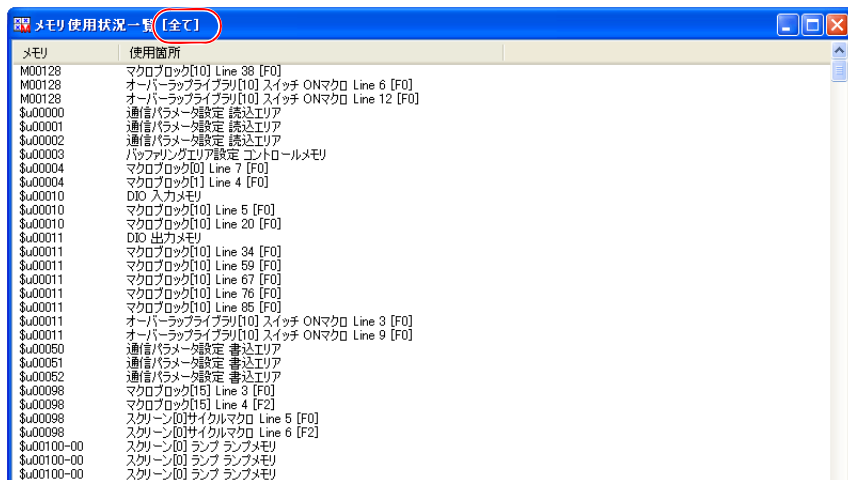 メモリ使用状況一覧 [全て]
メモリ 使用箇所
M00128 マクロブロック[10] Line 38 [F0]
M00128 オーバーラップライブラリ[10] スイッチ ONマクロ Line 6 [F0]
M00128 オーバーラップライブラリ[10] スイッチ ONマクロ Line 12 [F0]
$u00000 通信パラメータ設定 読込エリア
$u00001 通信パラメータ設定 読込エリア
$u00002 通信パラメータ設定 読込エリア
$u00003 バッファリングエリア設定 コントロールメモリ
$u00004 マクロブロック[0] Line 7 [F0]
$u00004 マクロブロック[1] Line 4 [F0]
$u00010 DIO 入力メモリ
$u00010 マクロブロック[10] Line 5 [F0]
$u00010 マクロブロック[10] Line 20 [F0]
$u00011 DIO 出力メモリ
$u00011 マクロブロック[10] Line 34 [F0]
$u00011 マクロブロック[10] Line 59 [F0]
$u00011 マクロブロック[10] Line 67 [F0]
$u00011 マクロブロック[10] Line 76 [F0]
$u00011 マクロブロック[10] Line 85 [F0]
$u00011 オーバーラップライブラリ[10] スイッチ ONマクロ Line 3 [F0]
$u00011 オーバーラップライブラリ[10] スイッチ ONマクロ Line 9 [F0]
$u00050 通信パラメータ設定 書込エリア
$u00051 通信パラメータ設定 書込エリア
$u00052 通信パラメータ設定 書込エリア
$u00098 マクロブロック[15] Line 3 [F0]
$u00098 マクロブロック[15] Line 4 [F2]
$u00098 スクリーン[0]サイクルマクロ Line 5 [F0]
$u00098 スクリーン[0]サイクルマクロ Line 6 [F2]
$u00100-00 スクリーン[0] ランプ ランプメモリ
$u00100-00 スクリーン[0] ランプ ランプメモリ
$u00100-00 スクリーン[0] ランプ ランプメモリ